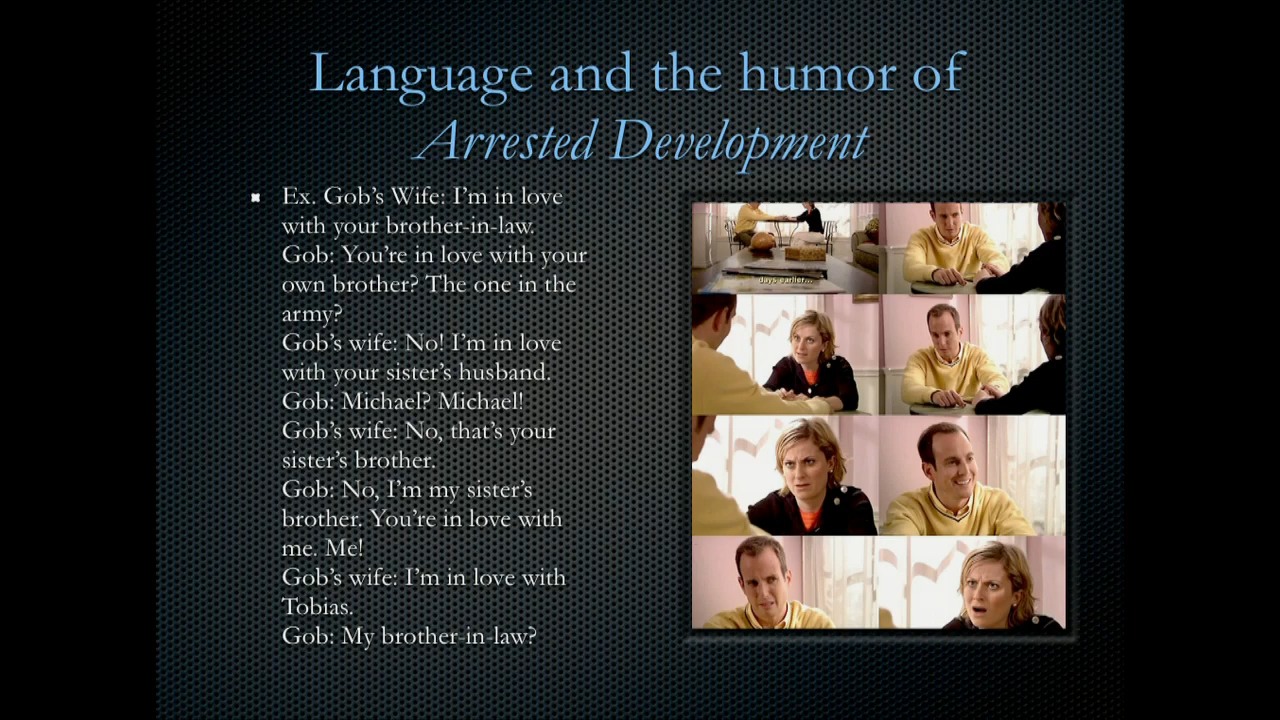 Language and the humor of
Arrested Development
Ex. Gob's Wife: I'm in love
with your brother-in-law.
Gob: You're in love with your
own brother? The one in the
army?
Gob's wife: No! I'm in love
with your sister's husband.
Gob: Michael? Michael!
Gob's wife: No, that's your
sister's brother.
Gob: No, I'm my sister's
brother. You're in love with
me. Me!
Gob's wife: I'm in love with
Tobias.
Gob: My brother-in-law?
days earlier...